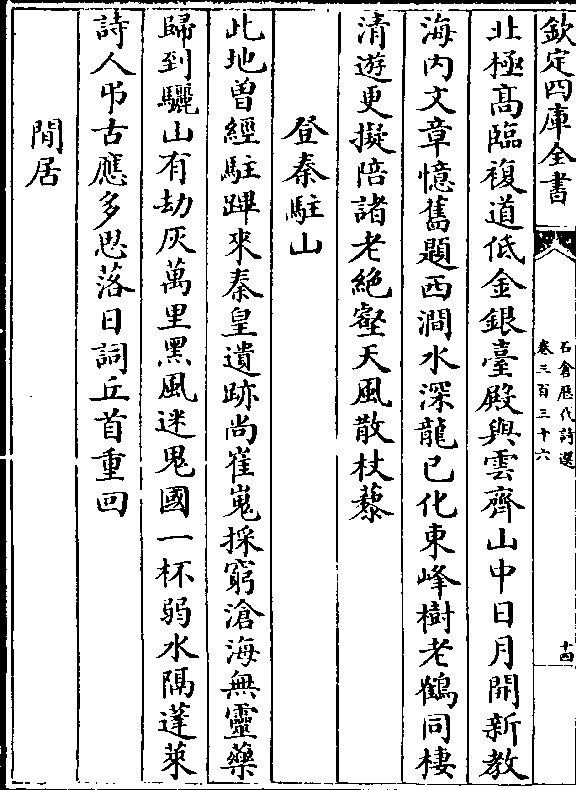 欽定四庫全書
石倉歷代詩選
卷三百三十六
十四
北極髙臨複道低金銀臺殿與雲齊山中日月開新教
海内文章憶舊題西澗水深龍已化東峰樹老鶴同棲
清遊更擬陪諸老絶壑天風散杖藜
登秦駐山
此地曽經駐蹕來秦皇遺跡尚崔嵬採窮滄海無靈藥
歸到驪山有劫灰萬里黑風迷鬼國一杯弱水隔蓬萊
詩人弔古應多思落日詞丘首重回
閒居